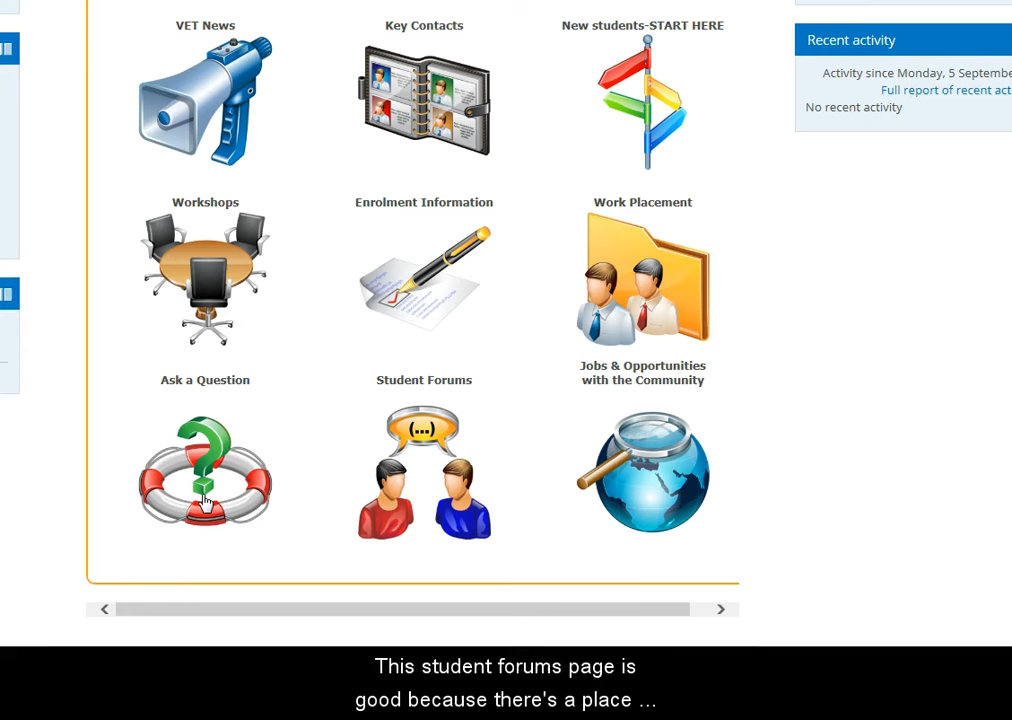 VET News
Key Contacts
New students-START HERE
Recent activity
Activity since Monday, 5 Septembe
Full report of recent act
No recent activity
Workshops
Enrolment Information
Work Placement
Ask a Question
Student Forums
Jobs & Opportunities
with the Community
(...)
This student forums page is
good because there's a place ...